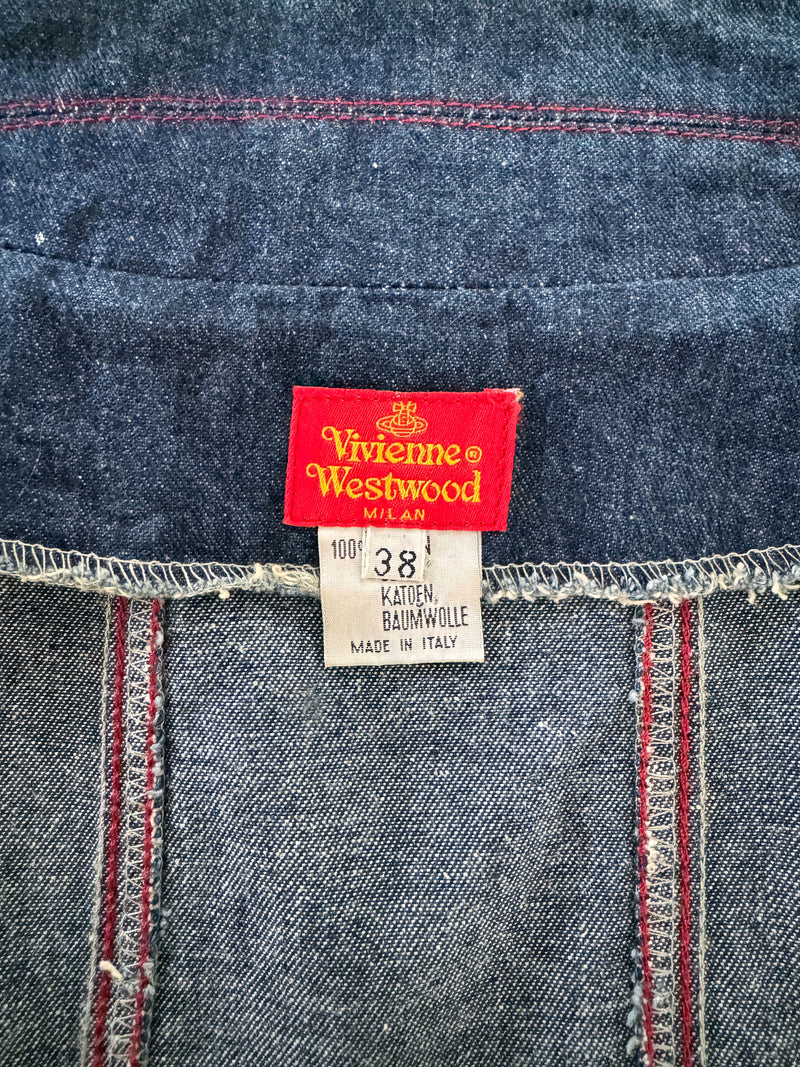 Vivienne®
Westwood
MILAN
100%
38
KATOEN
BAUMWOLLE
MADE IN ITALY